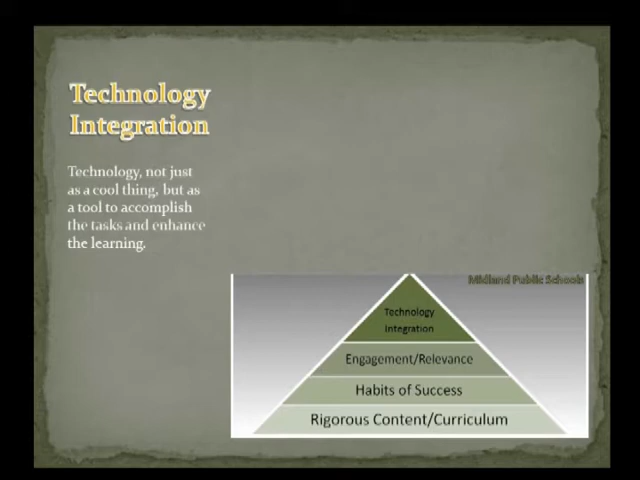 Technology
Integration
Technology, not just
as a cool thing, but as
a tool to accomplish
the tasks and enhance
the learning.
Midland Public Schools
Technology
Integration
Engagement/Relevance
Habits of Success
Rigorous Content/Curriculum